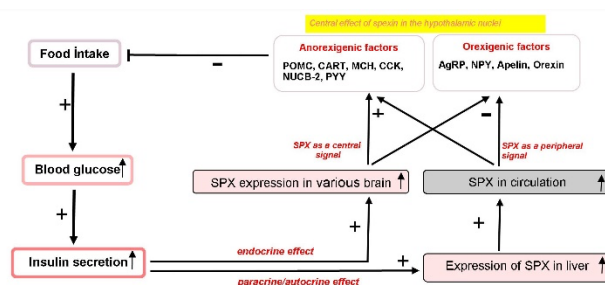 Central effect of spexin in the hypothalamic nuclei
Food İntake
Anorexigenic factors
POMC, CART, MCH, CCK,
NUCB-2, PYY
Orexigenic factors
AgRP, NPY, Apelin, Orexin
-
+
+
-
SPX as a central
signal
SPX as a peripheral
signal
Blood glucose
SPX expression in various brain
SPX in circulation
+
+
+
endocrine effect
Insulin secretion
+
Expression of SPX in liver
paracrine/autocrine effect